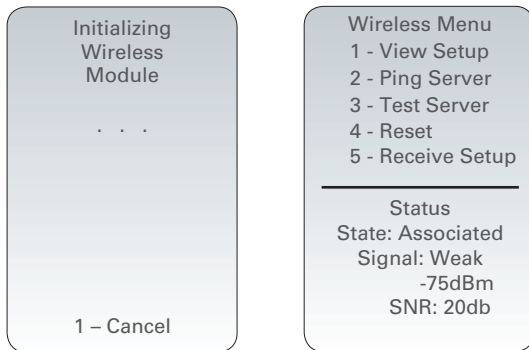 Initializing
Wireless
Module
. . .
1 – Cancel
Wireless Menu
1 - View Setup
2 - Ping Server
3 - Test Server
4 - Reset
5 - Receive Setup
Status
State: Associated
Signal: Weak
-75dBm
SNR: 20db